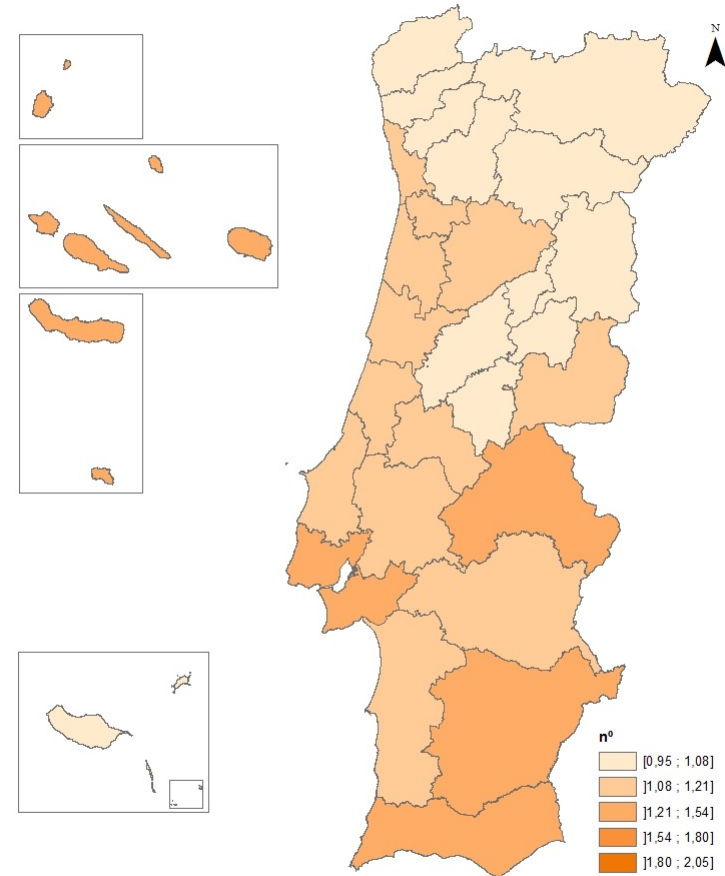 N
nº
[0,95 ; 1,08]
]1,08 ; 1,21]
]1,21 ; 1,54]
]1,54 ; 1,80]
]1,80 ; 2,05]